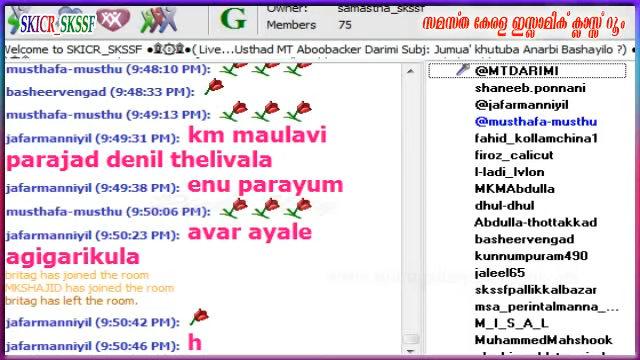 SKICR_SKSSF
G
Owner: samastha_skssf
Members 75
സമസ്ത കേരള ഇസ്ലാമിക് ക്ലാസ്സ് റൂം
Welcome to SKICR_SKSSF
(Live...Usthad MT Aboobacker Darimi Subj: Jumua' khutuba Anarbi Bashayilo ?)
musthafa-musthu (9:48:10 PM):
basheervengad (9:48:33 PM):
musthafa-musthu (9:49:13 PM):
jafarmanniyil (9:49:31 PM): km maulavi
parajad denil thelivala
jafarmanniyil (9:49:38 PM): enu parayum
musthafa-musthu (9:50:06 PM):
jafarmanniyil (9:50:23 PM): avar ayale
agigarikula
britag has joined the room
MKSHAJID has joined the room
britag has left the room.
jafarmanniyil (9:50:42 PM):
jafarmanniyil (9:50:46 PM): h
@MTDARIMI
shaneeb.ponnani
@jafarmanniyil
@musthafa-musthu
fahid_kollamchina1
firoz_calicut
I-ladi_lvlon
MKMAbdulla
dhul-dhul
Abdulla-thottakkad
basheervengad
kunnumpuram490
jaleel65
skssfpallikkalbazar
msa_perintalmanna_...
M_I_S_A_L
MuhammedMahshook